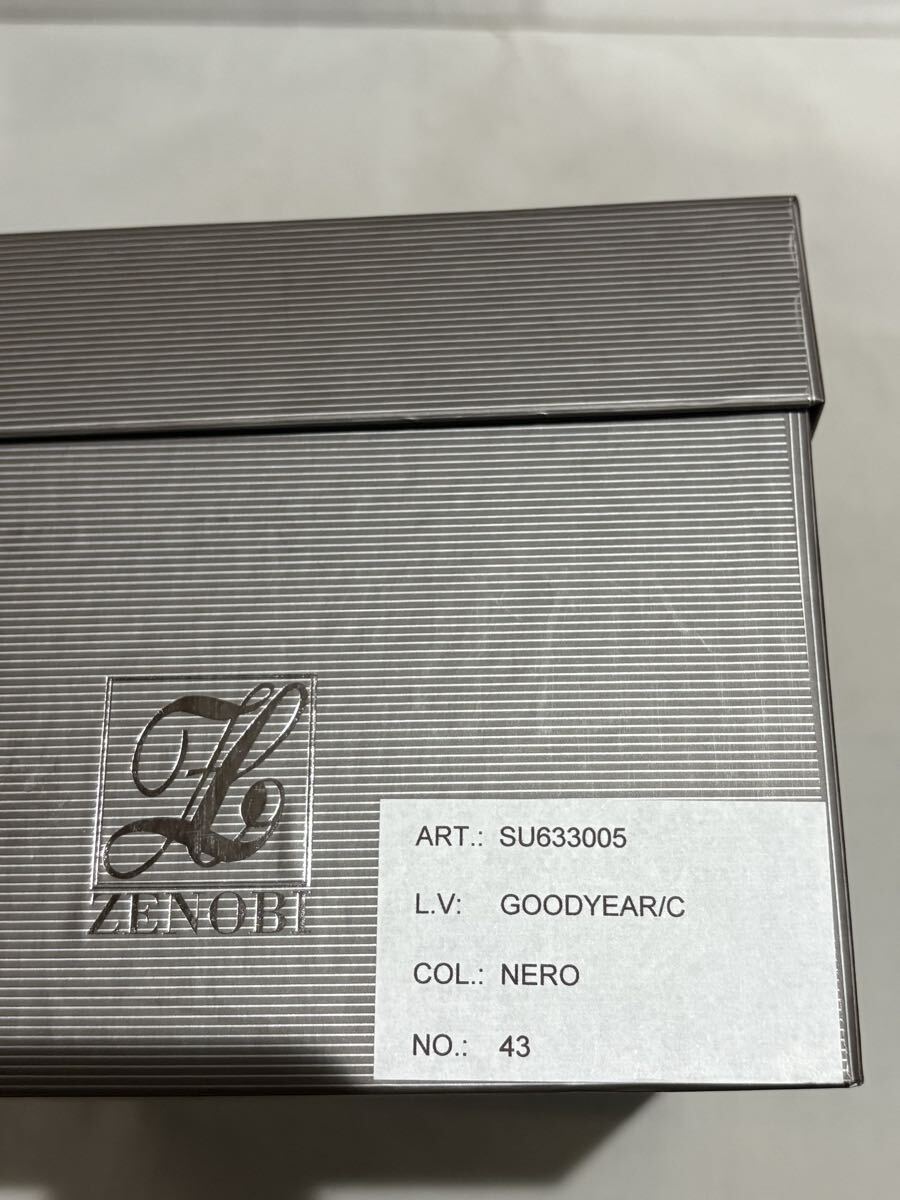 ZENOBI
ART.: SU633005
L.V: GOODYEAR/C
COL.: NERO
NO.: 43